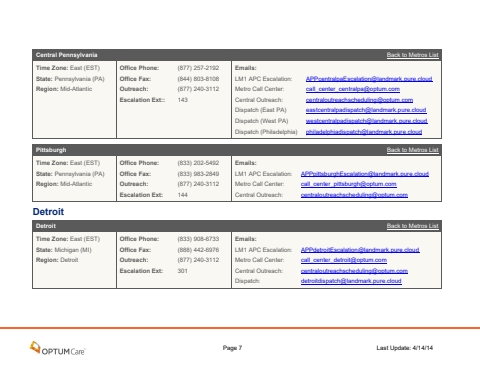 Central Pennsylvania Back to Metros List
Time Zone: East (EST) Office Phone: (877) 257-2192 Emails:
State: Pennsylvania (PA) Office Fax: (844) 803-8108 LM1 APC Escalation: APPcentralpaEscalation@landmark.pure.cloud
Region: Mid-Atlantic Outreach: (877) 240-3112 Metro Call Center: call_center_centralpa@optum.com
Escalation Ext:: 143 Central Outreach: centraloutreachscheduling@optum.com
Dispatch (East PA) eastcentralpadispatch@landmark.pure.cloud
Dispatch (West PA) westcentralpadispatch@landmark.pure.cloud
Dispatch (Philadelphia) philadelphiadispatch@landmark.pure.cloud
Pittsburgh Back to Metros List
Time Zone: East (EST) Office Phone: (833) 202-6492 Emails:
State: Pennsylvania (PA) Office Fax: (833) 983-2849 LM1 APC Escalation: APPpittsburghEscalation@landmark.pure.cloud
Region: Mid-Atlantic Outreach: (877) 240-3112 Metro Call Center: call_center_pittsburgh@optum.com
Escalation Ext: 144 Central Outreach: centraloutreachscheduling@optum.com
Detroit
Detroit Back to Metros List
Time Zone: East (EST) Office Phone: (833) 908-6733 Emails:
State: Michigan (MI) Office Fax: (888) 442-6976 LM1 APC Escalation: APPdetroitEscalation@landmark.pure.cloud
Region: Detroit Outreach: (877) 240-3112 Metro Call Center: call_center_detroit@optum.com
Escalation Ext: 301 Central Outreach: centraloutreachscheduling@optum.com
Dispatch: detroitdispatch@landmark.pure.cloud
OPTUMCare Page 7 Last Update: 4/14/14